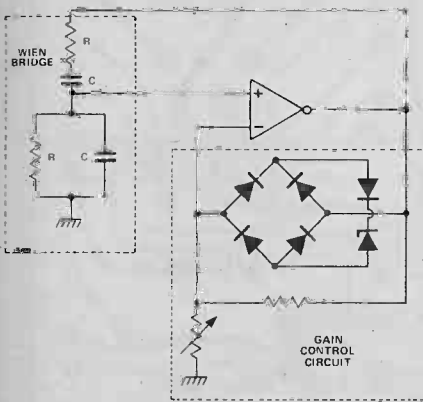 WIEN
BRIDGE
R
C
R
C
+
−
GAIN
CONTROL
CIRCUIT